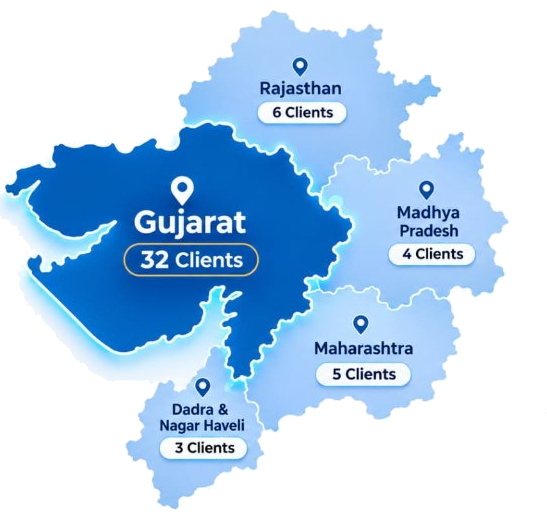 Rajasthan
6 Clients
Gujarat
32 Clients
Madhya
Pradesh
4 Clients
Maharashtra
5 Clients
Dadra &
Nagar Haveli
3 Clients